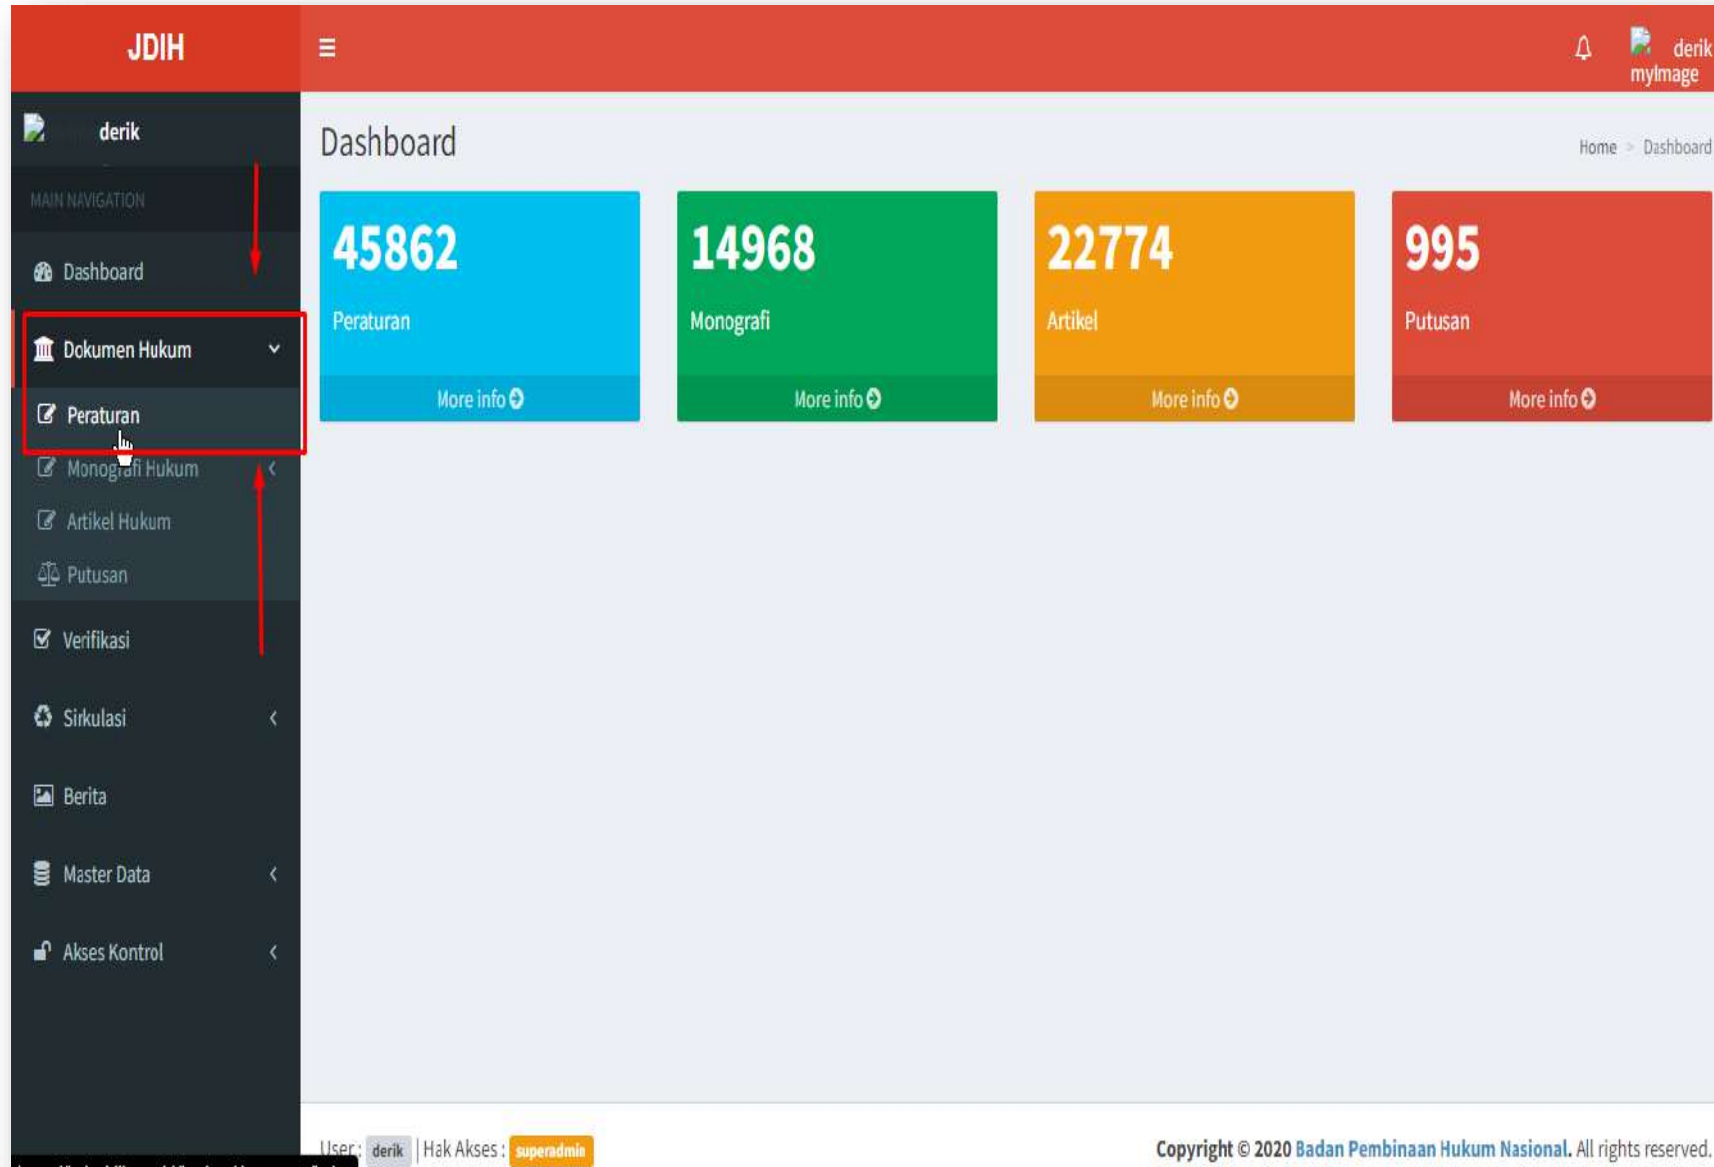 JDIH
derik
myImage
derik
MAIN NAVIGATION
Dashboard
Dokumen Hukum
Peraturan
Monografi Hukum
Artikel Hukum
Putusan
Verifikasi
Sirkulasi
Berita
Master Data
Akses Kontrol
Dashboard
Home > Dashboard
45862
Peraturan
More info
14968
Monografi
More info
22774
Artikel
More info
995
Putusan
More info
User : derik | Hak Akses : superadmin
Copyright © 2020 Badan Pembinaan Hukum Nasional. All rights reserved.